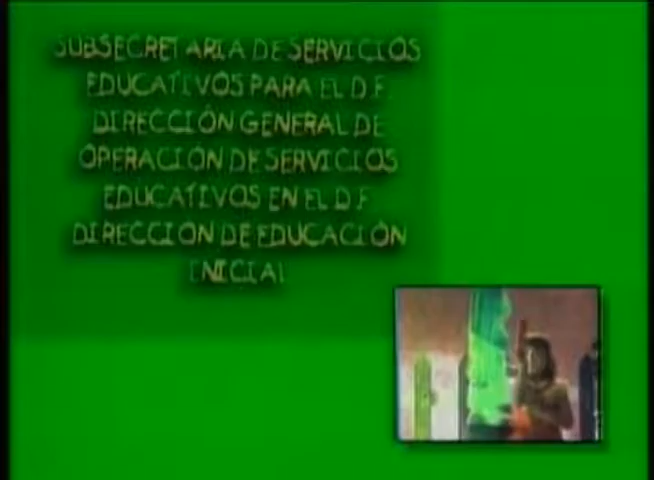 SUBSECRETARIA DE SERVICIOS
EDUCATIVOS PARA EL D.F.
DIRECCIÓN GENERAL DE
OPERACIÓN DE SERVICIOS
EDUCATIVOS EN EL D.F
DIRECCION DE EDUCACIÓN
INICIAL